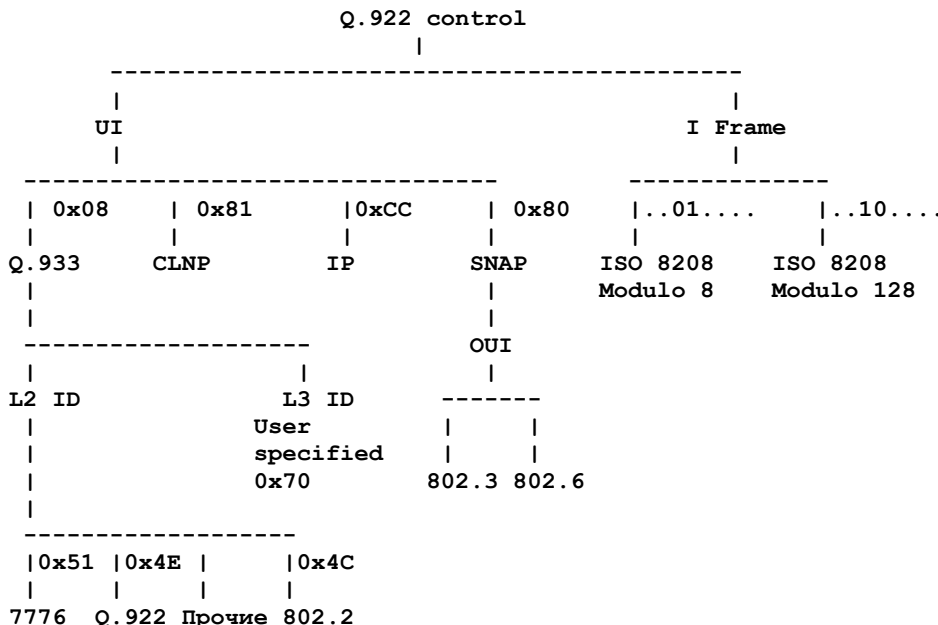 Q.922 control
|
--------------------------------------------
| |
UI I Frame
| |
--------------------------------- --------------
| 0x08 | 0x81 |0xCC | 0x80 |..01.... |..10....
| | | | | |
Q.933 CLNP IP SNAP ISO 8208 ISO 8208
| | Modulo 8 Modulo 128
| |
-------------------- OUI
| | |
L2 ID L3 ID -------
| User | |
| specified | |
| 0x70 802.3 802.6
|
-------------------
|0x51 |0x4E | |0x4C
| | | |
7776 Q.922 Прочие 802.2